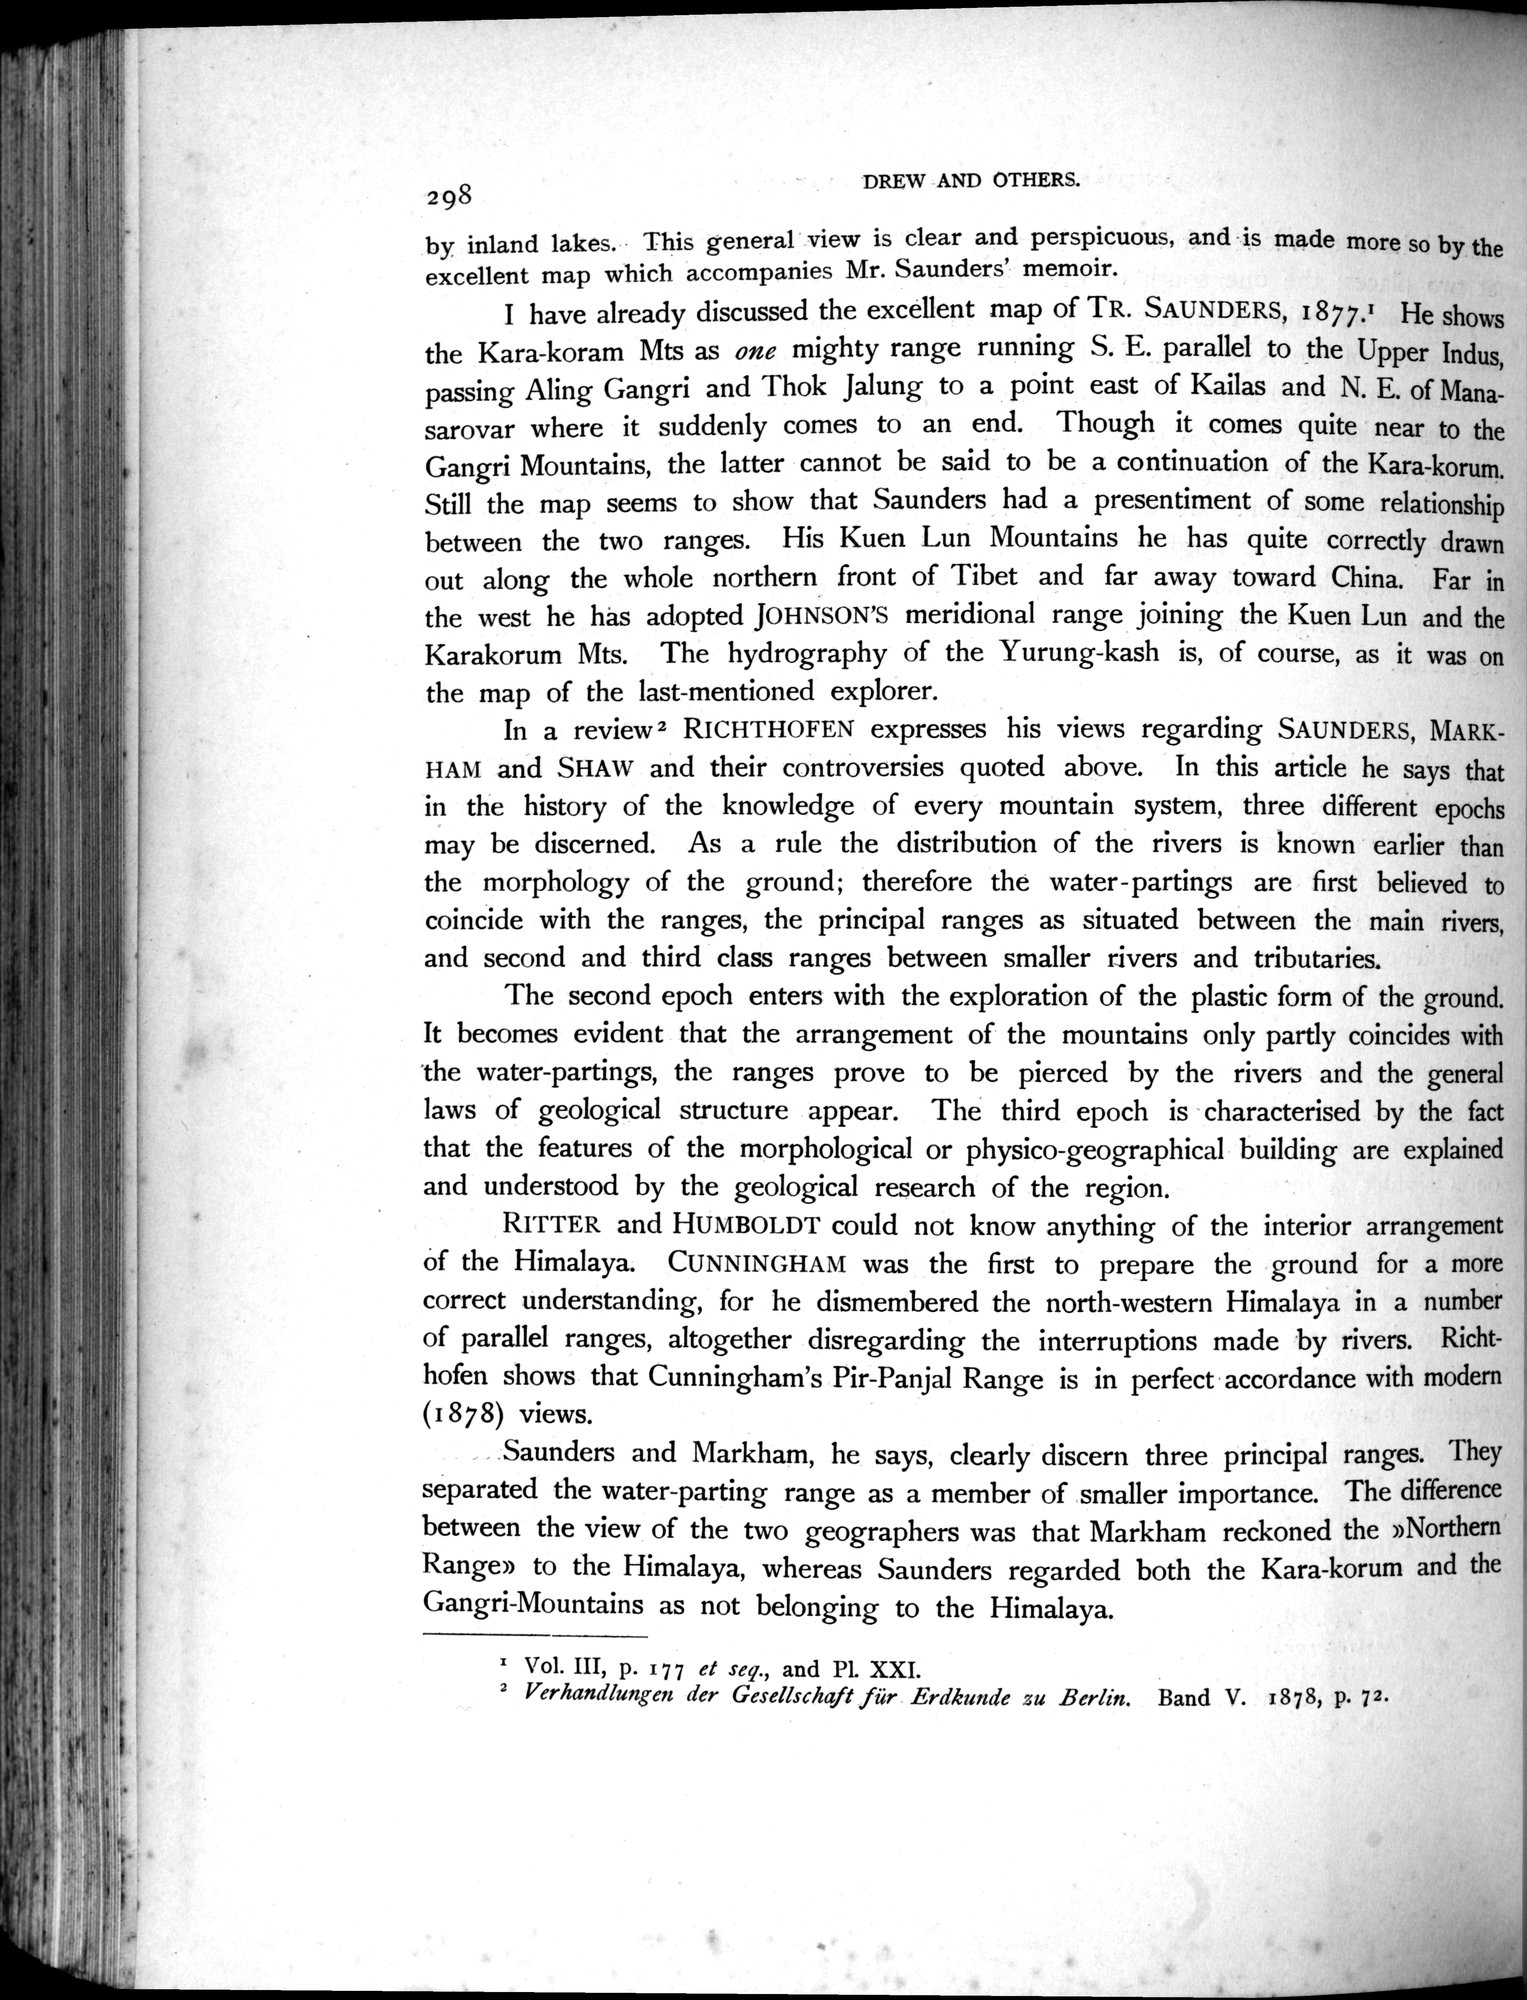 298
DREW AND OTHERS.
by inland lakes. This general view is clear and perspicuous, and is made more so by the
excellent map which accompanies Mr. Saunders' memoir.
I have already discussed the excellent map of TR. SAUNDERS, 1877.¹ He shows
the Kara-koram Mts as one mighty range running S. E. parallel to the Upper Indus,
passing Aling Gangri and Thok Jalung to a point east of Kailas and N. E. of Mana-
sarovar where it suddenly comes to an end. Though it comes quite near to the
Gangri Mountains, the latter cannot be said to be a continuation of the Kara-korum.
Still the map seems to show that Saunders had a presentiment of some relationship
between the two ranges. His Kuen Lun Mountains he has quite correctly drawn
out along the whole northern front of Tibet and far away toward China. Far in
the west he has adopted JOHNSON'S meridional range joining the Kuen Lun and the
Karakorum Mts. The hydrography of the Yurung-kash is, of course, as it was on
the map of the last-mentioned explorer.
In a review² RICHTHOFEN expresses his views regarding SAUNDERS, MARK-
HAM and SHAW and their controversies quoted above. In this article he says that
in the history of the knowledge of every mountain system, three different epochs
may be discerned. As a rule the distribution of the rivers is known earlier than
the morphology of the ground; therefore the water-partings are first believed to
coincide with the ranges, the principal ranges as situated between the main rivers,
and second and third class ranges between smaller rivers and tributaries.
The second epoch enters with the exploration of the plastic form of the ground.
It becomes evident that the arrangement of the mountains only partly coincides with
the water-partings, the ranges prove to be pierced by the rivers and the general
laws of geological structure appear. The third epoch is characterised by the fact
that the features of the morphological or physico-geographical building are explained
and understood by the geological research of the region.
RITTER and HUMBOLDT could not know anything of the interior arrangement
of the Himalaya. CUNNINGHAM was the first to prepare the ground for a more
correct understanding, for he dismembered the north-western Himalaya in a number
of parallel ranges, altogether disregarding the interruptions made by rivers. Richt-
hofen shows that Cunningham's Pir-Panjal Range is in perfect accordance with modern
(1878) views.
Saunders and Markham, he says, clearly discern three principal ranges. They
separated the water-parting range as a member of smaller importance. The difference
between the view of the two geographers was that Markham reckoned the »Northern
Range» to the Himalaya, whereas Saunders regarded both the Kara-korum and the
Gangri-Mountains as not belonging to the Himalaya.
¹ Vol. III, p. 177 et seq., and Pl. XXI.
² Verhandlungen der Gesellschaft für Erdkunde zu Berlin. Band V. 1878, p. 72.